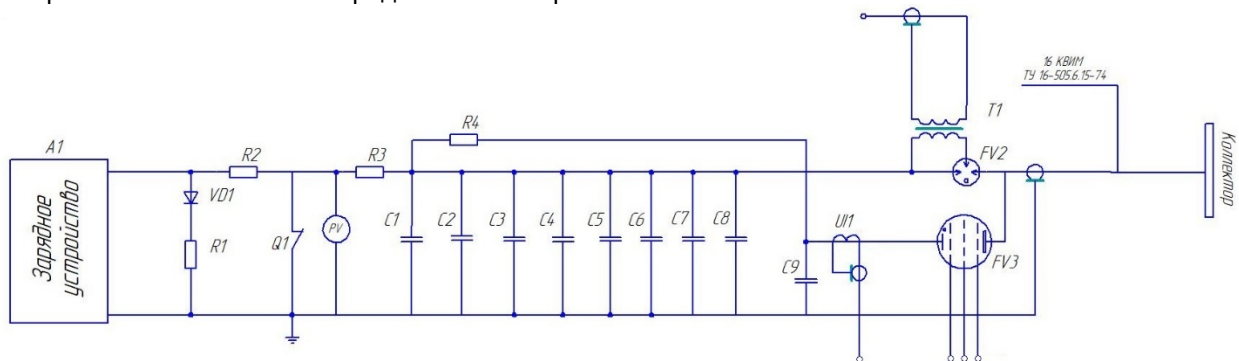 T1
16 КВИМ
ТУ 16-505.6.15-74
A1
Зарядное
устройство
R4
R2
R3
FV2
Коллектор
VD1
R1
Q1
PV
C1
C2
C3
C4
C5
C6
C7
C8
UI1
C9
FV3